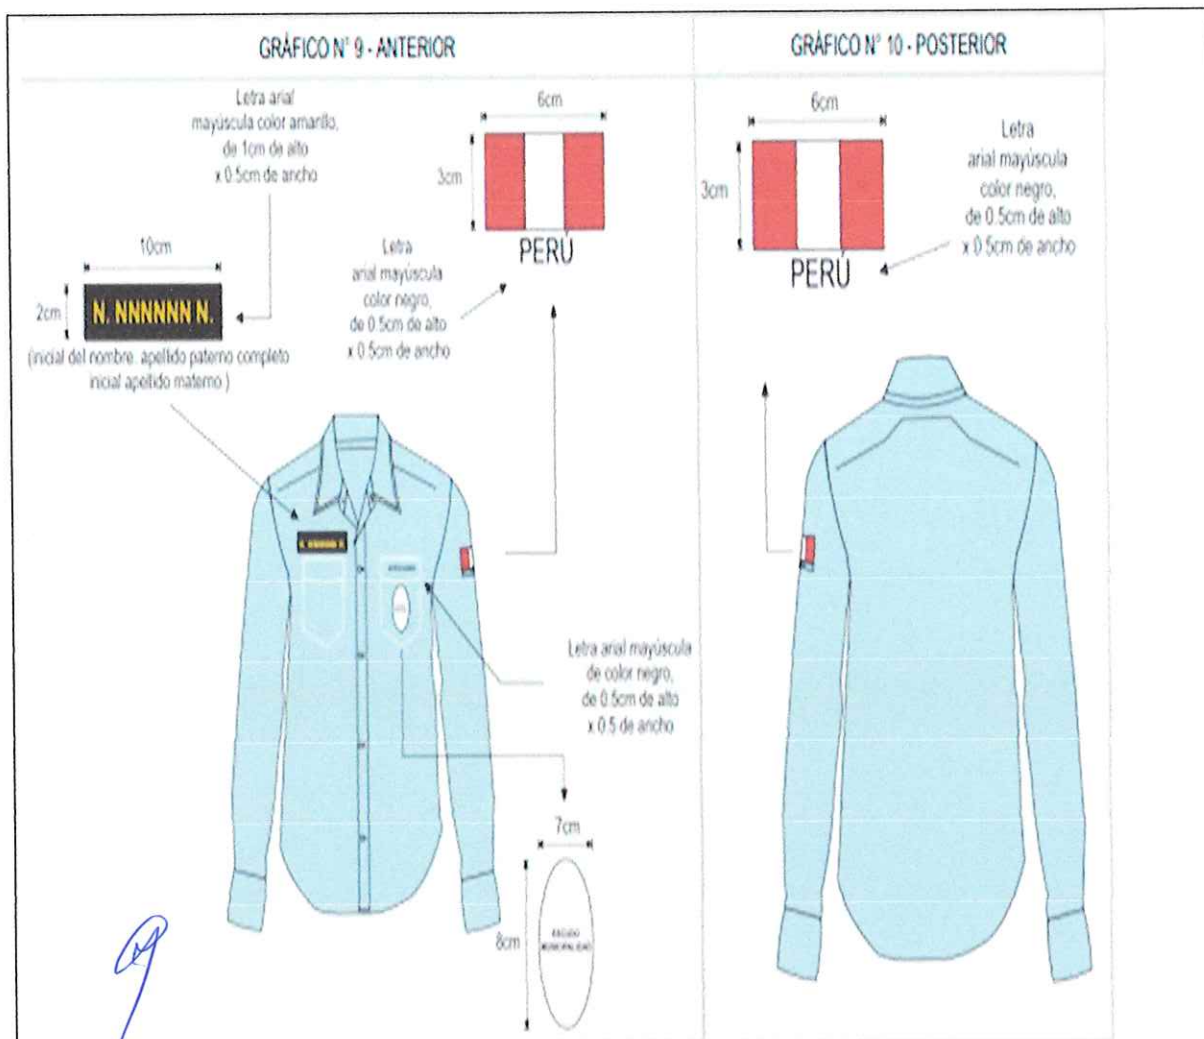 GRÁFICO N° 9 - ANTERIOR
Letra arial
mayúscula color amarillo,
de 1cm de alto
x 0.5cm de ancho
10cm
2cm
N. NNNNNN N.
(inicial del nombre. apellido paterno completo
inicial apellido materno.)
6cm
3cm
PERÚ
Letra
arial mayúscula
color negro,
de 0.5cm de alto
x 0.5cm de ancho
Letra arial mayúscula
de color negro,
de 0.5cm de alto
x 0.5 de ancho
7cm
8cm
GRÁFICO N° 10 - POSTERIOR
6cm
3cm
PERÚ
Letra
arial mayúscula
color negro,
de 0.5cm de alto
x 0.5cm de ancho